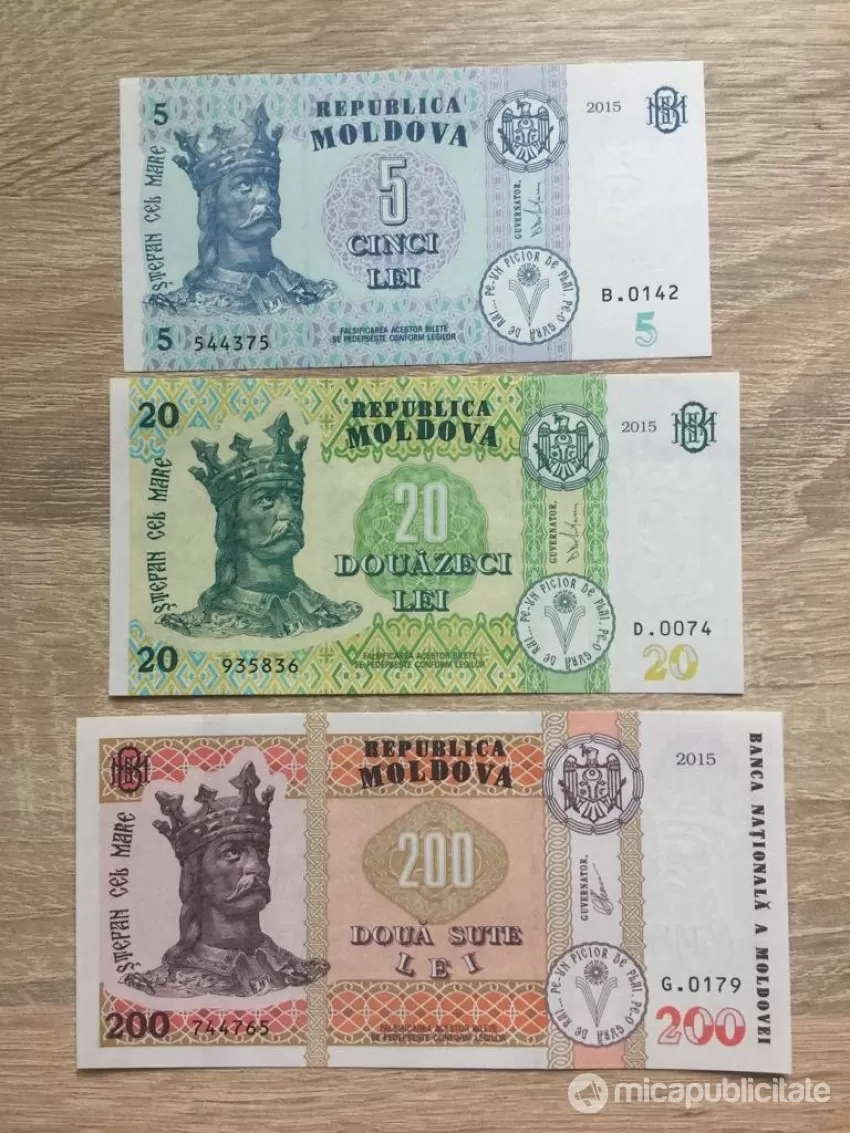 5
REPUBLICA
MOLDOVA
2015
BNM
ȘTEFAN CEL MARE
5
CINCI
LEI
GUVERNATOR,
PE-UN PICIOR DE PLAI, PE-O GURĂ DE RAI...
B.0142
5
5
544375
FALSIFICAREA ACESTOR BILETE
SE PEDEPSEȘTE CONFORM LEGILOR
20
REPUBLICA
MOLDOVA
2015
BNM
ȘTEFAN CEL MARE
20
DOUĂZECI
LEI
GUVERNATOR,
PE-UN PICIOR DE PLAI, PE-O GURĂ DE RAI...
D.0074
20
20
935836
FALSIFICAREA ACESTOR BILETE
SE PEDEPSEȘTE CONFORM LEGILOR
BNM
REPUBLICA
MOLDOVA
2015
BANCA NAȚIONALĂ A MOLDOVEI
ȘTEFAN CEL MARE
200
DOUĂ SUTE
LEI
GUVERNATOR,
PE-UN PICIOR DE PLAI, PE-O GURĂ DE RAI...
G.0179
200
200
744765
FALSIFICAREA ACESTOR BILETE
SE PEDEPSEȘTE CONFORM LEGILOR
micapublicitate